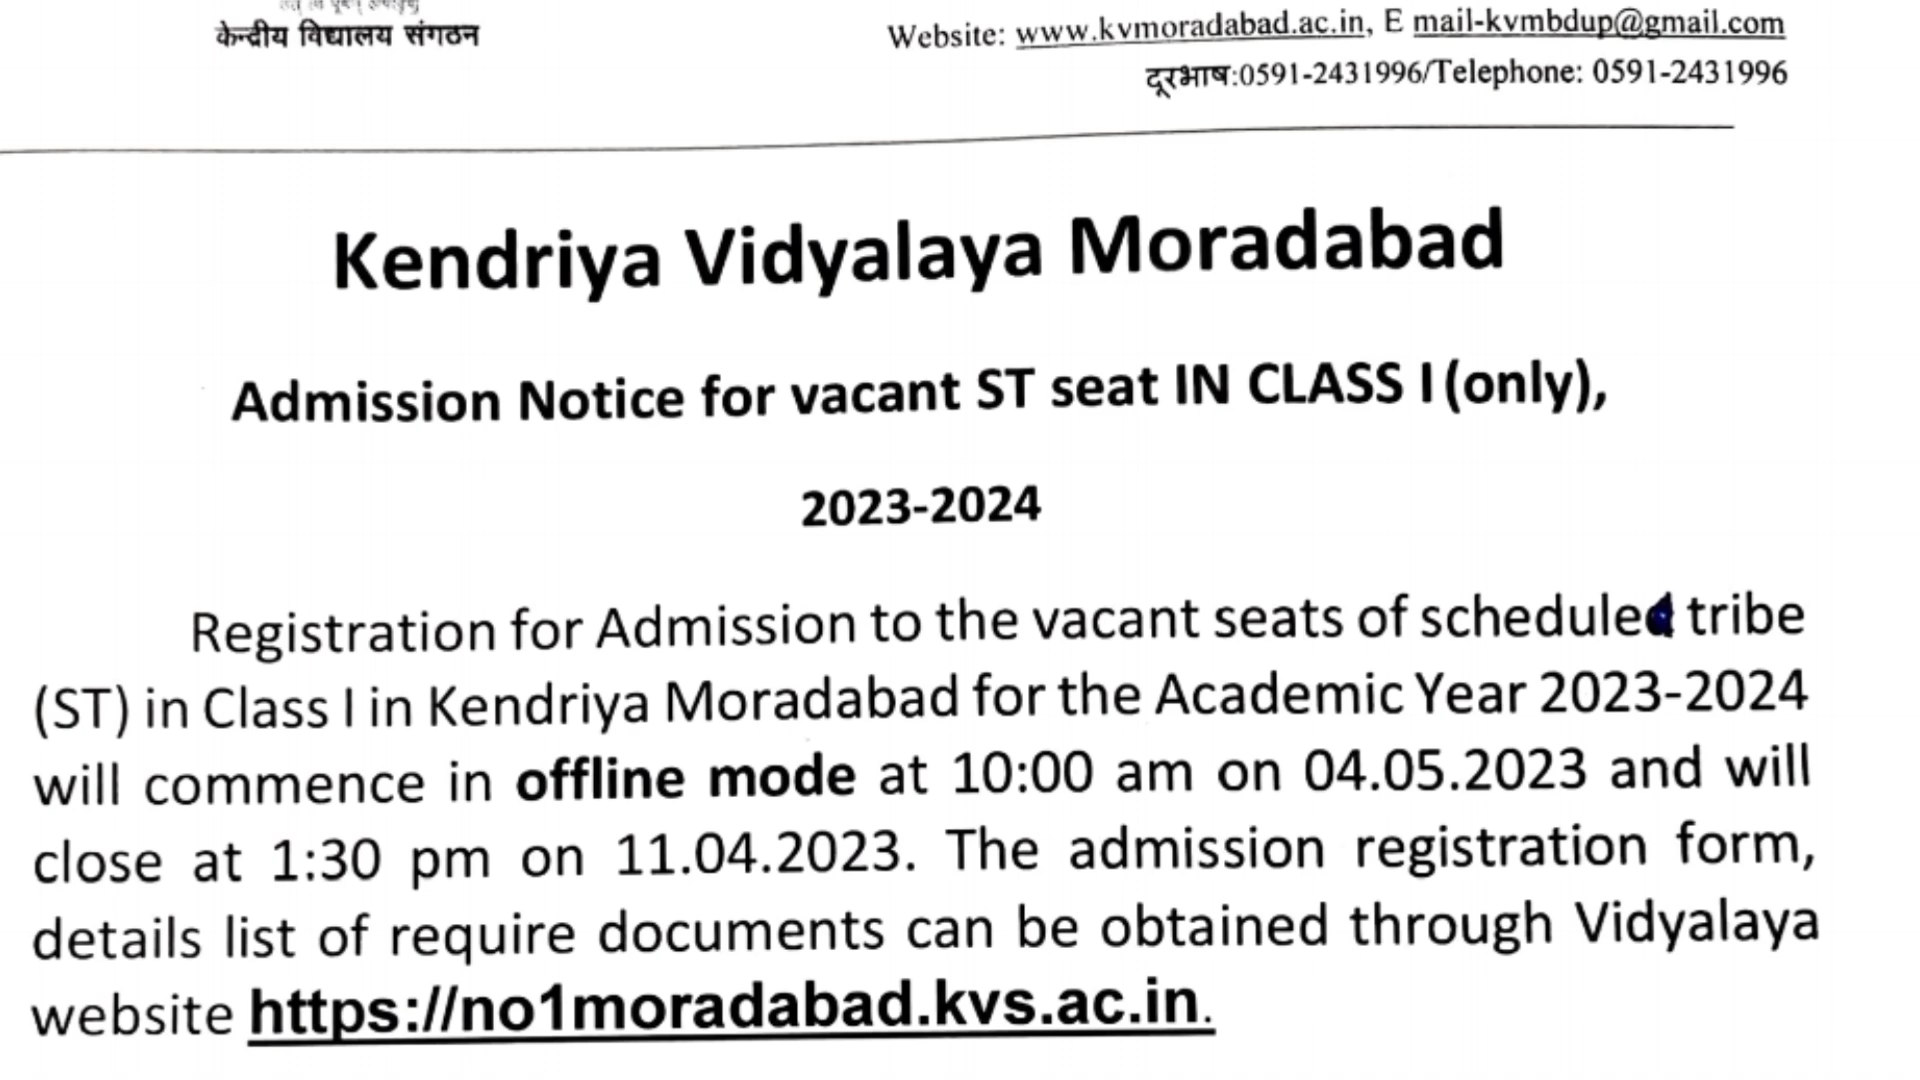 केन्द्रीय विद्यालय संगठन
Website: www.kvmoradabad.ac.in, E mail-kvmbdup@gmail.com
दूरभाष:0591-2431996/Telephone: 0591-2431996
Kendriya Vidyalaya Moradabad
Admission Notice for vacant ST seat IN CLASS I (only),
2023-2024
Registration for Admission to the vacant seats of scheduled tribe
(ST) in Class I in Kendriya Moradabad for the Academic Year 2023-2024
will commence in offline mode at 10:00 am on 04.05.2023 and will
close at 1:30 pm on 11.04.2023. The admission registration form,
details list of require documents can be obtained through Vidyalaya
website https://no1moradabad.kvs.ac.in.